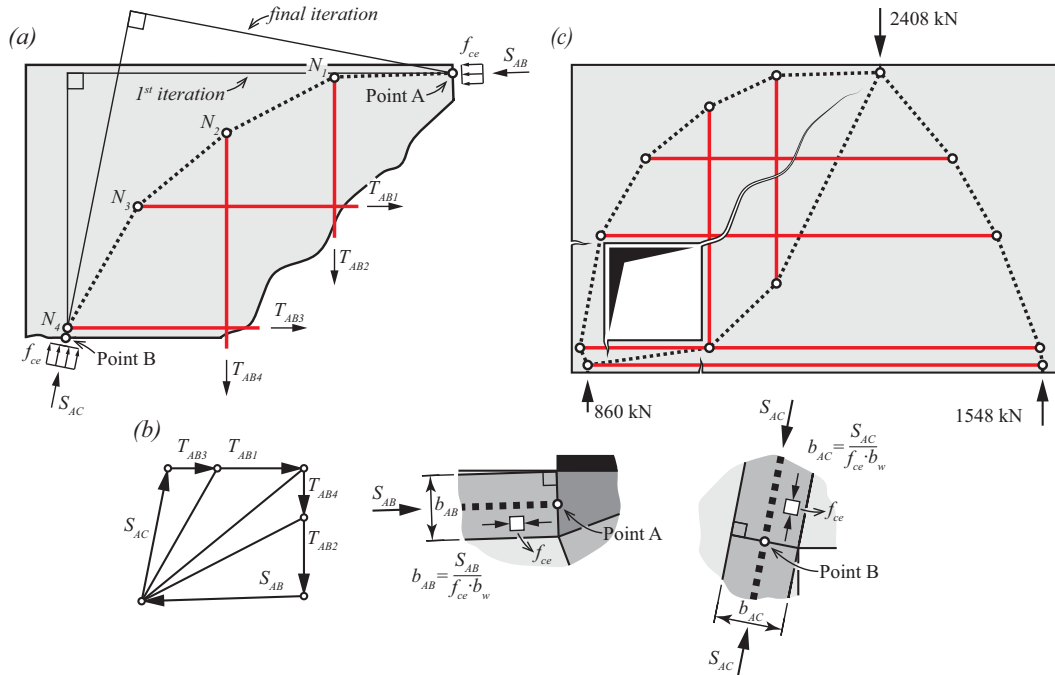 (a)
final iteration
1st iteration
N1
N2
N3
N4
fce
SAB
Point A
TAB1
TAB2
TAB3
TAB4
Point B
fce
SAC
(c)
2408 kN
860 kN
1548 kN
(b)
TAB3
TAB1
TAB4
TAB2
SAC
SAB
SAB
bAB
Point A
fce
bAB = SAB / fce·bw
SAC
bAC = SAC / fce·bw
fce
Point B
bAC
SAC